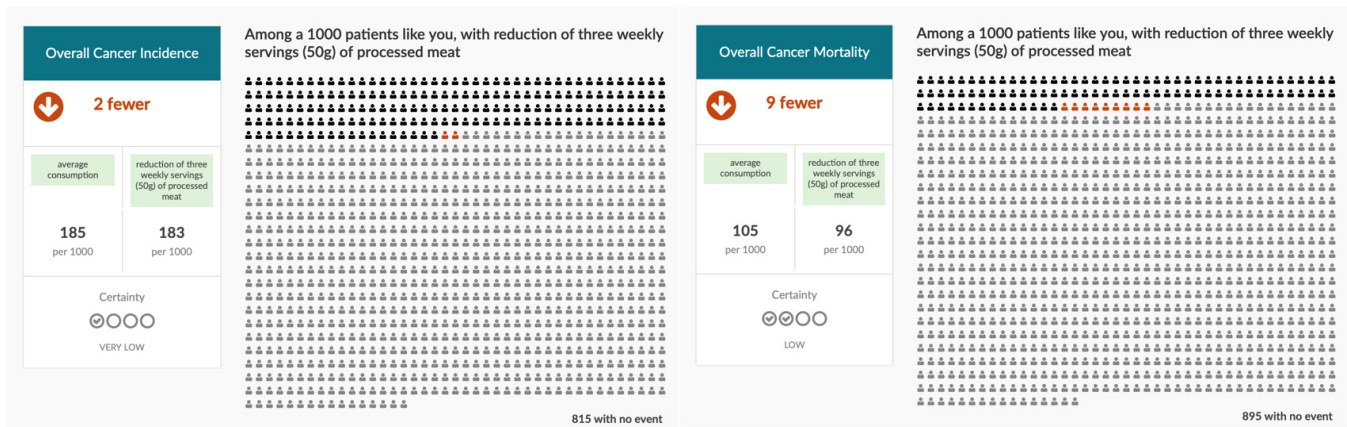 Overall Cancer Incidence
2 fewer
average
consumption
reduction of three
weekly servings
(50g) of processed
meat
185
per 1000
183
per 1000
Certainty
VERY LOW
Among a 1000 patients like you, with reduction of three weekly
servings (50g) of processed meat
815 with no event
Overall Cancer Mortality
9 fewer
average
consumption
reduction of three
weekly servings
(50g) of processed
meat
105
per 1000
96
per 1000
Certainty
LOW
Among a 1000 patients like you, with reduction of three weekly
servings (50g) of processed meat
895 with no event